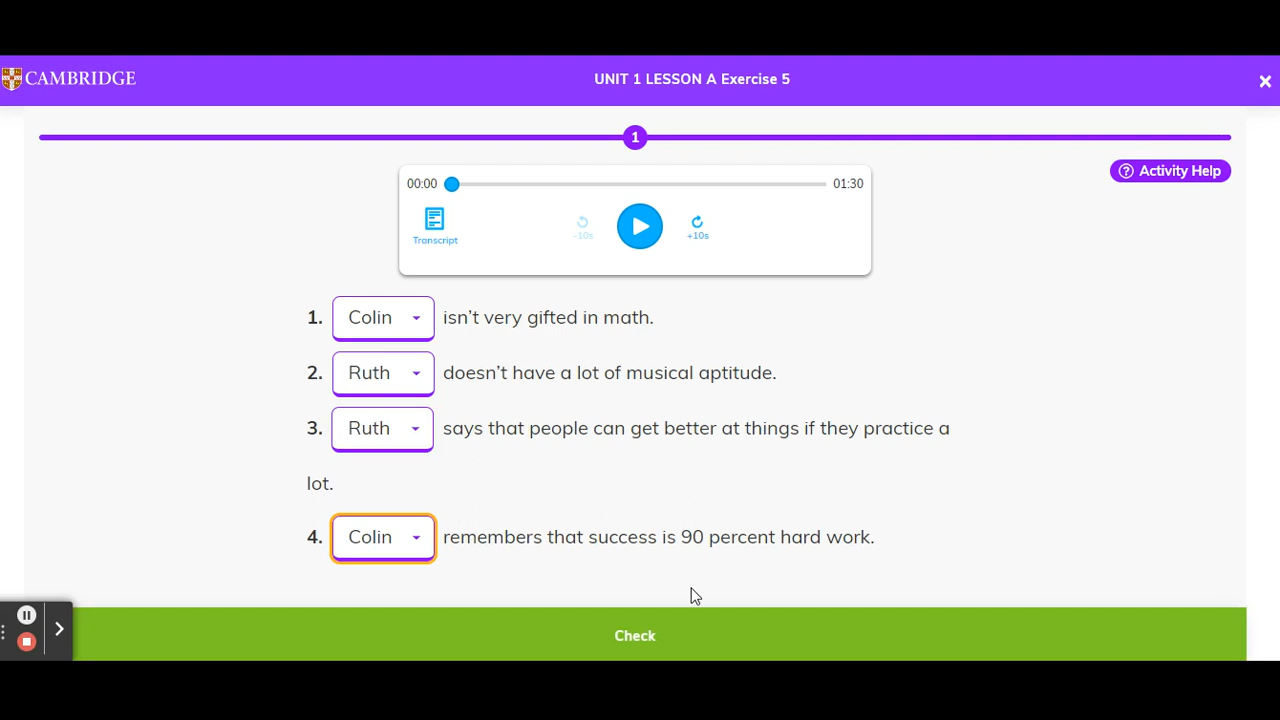 CAMBRIDGE
UNIT 1 LESSON A Exercise 5
×
1
? Activity Help
00:00
01:30
Transcript
-10s
+10s
1. Colin isn’t very gifted in math.
2. Ruth doesn’t have a lot of musical aptitude.
3. Ruth says that people can get better at things if they practice a
lot.
4. Colin remembers that success is 90 percent hard work.
Check